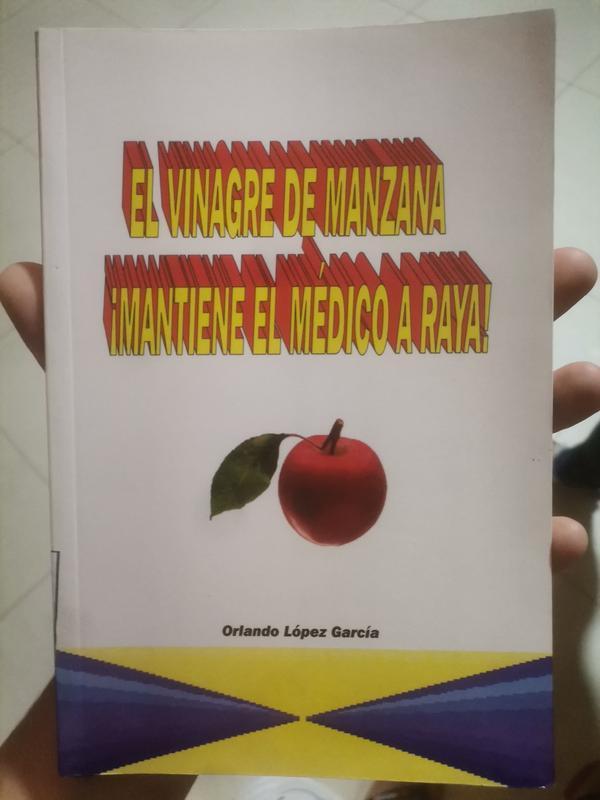 EL VINAGRE DE MANZANA
¡MANTIENE EL MÉDICO A RAYA!
Orlando López García